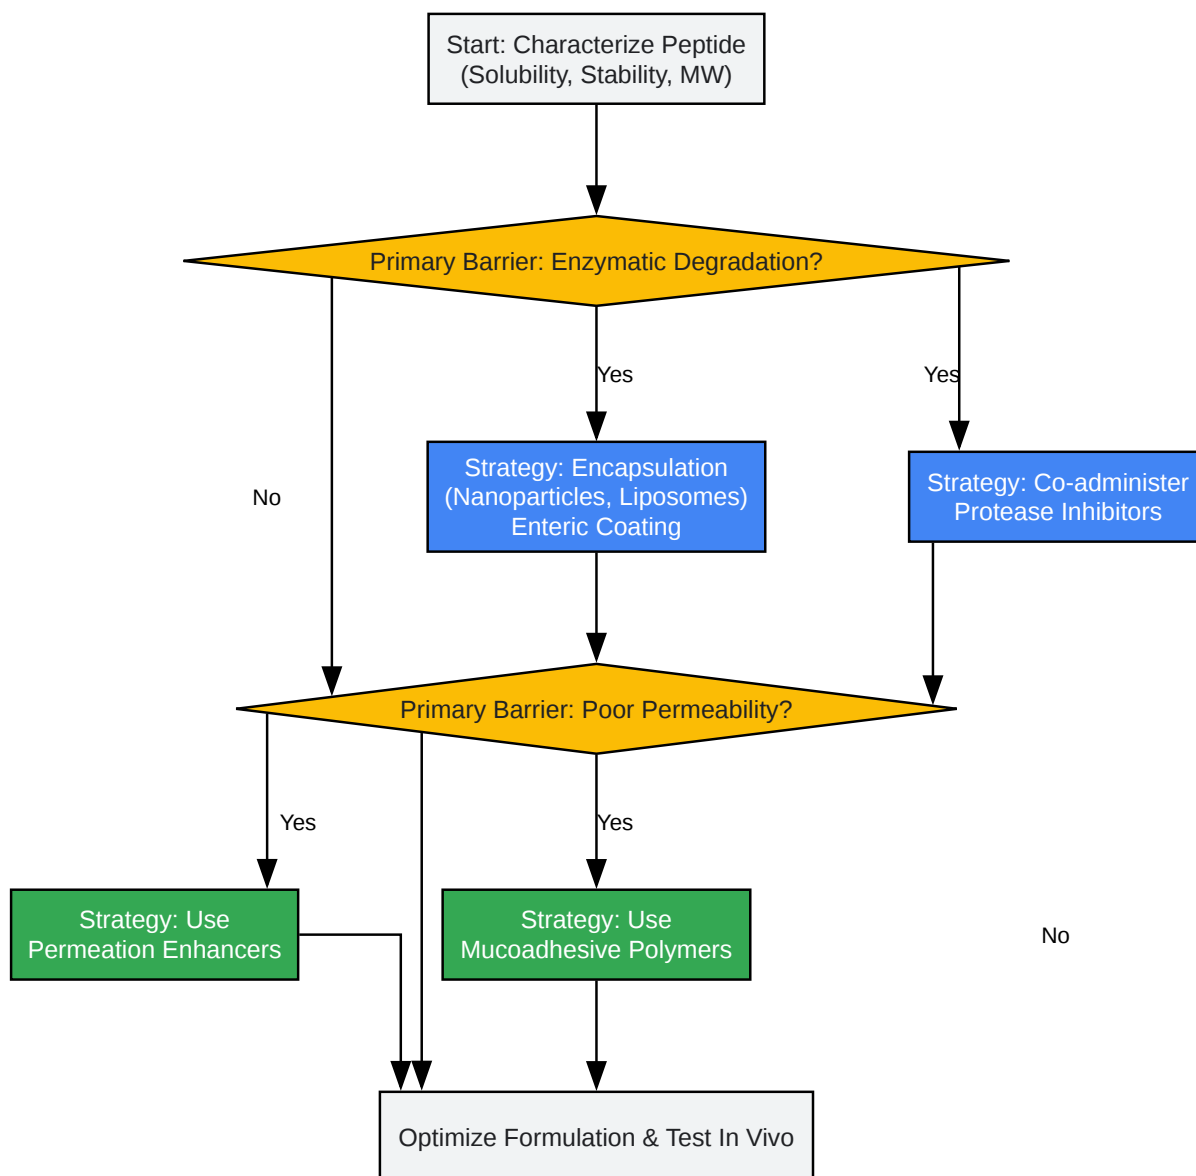 Start: Characterize Peptide
(Solubility, Stability, MW)
Primary Barrier: Enzymatic Degradation?
Yes
Yes
No
Strategy: Encapsulation
(Nanoparticles, Liposomes)
Enteric Coating
Strategy: Co-administer
Protease Inhibitors
Primary Barrier: Poor Permeability?
Yes
Yes
No
Strategy: Use
Permeation Enhancers
Strategy: Use
Mucoadhesive Polymers
Optimize Formulation & Test In Vivo